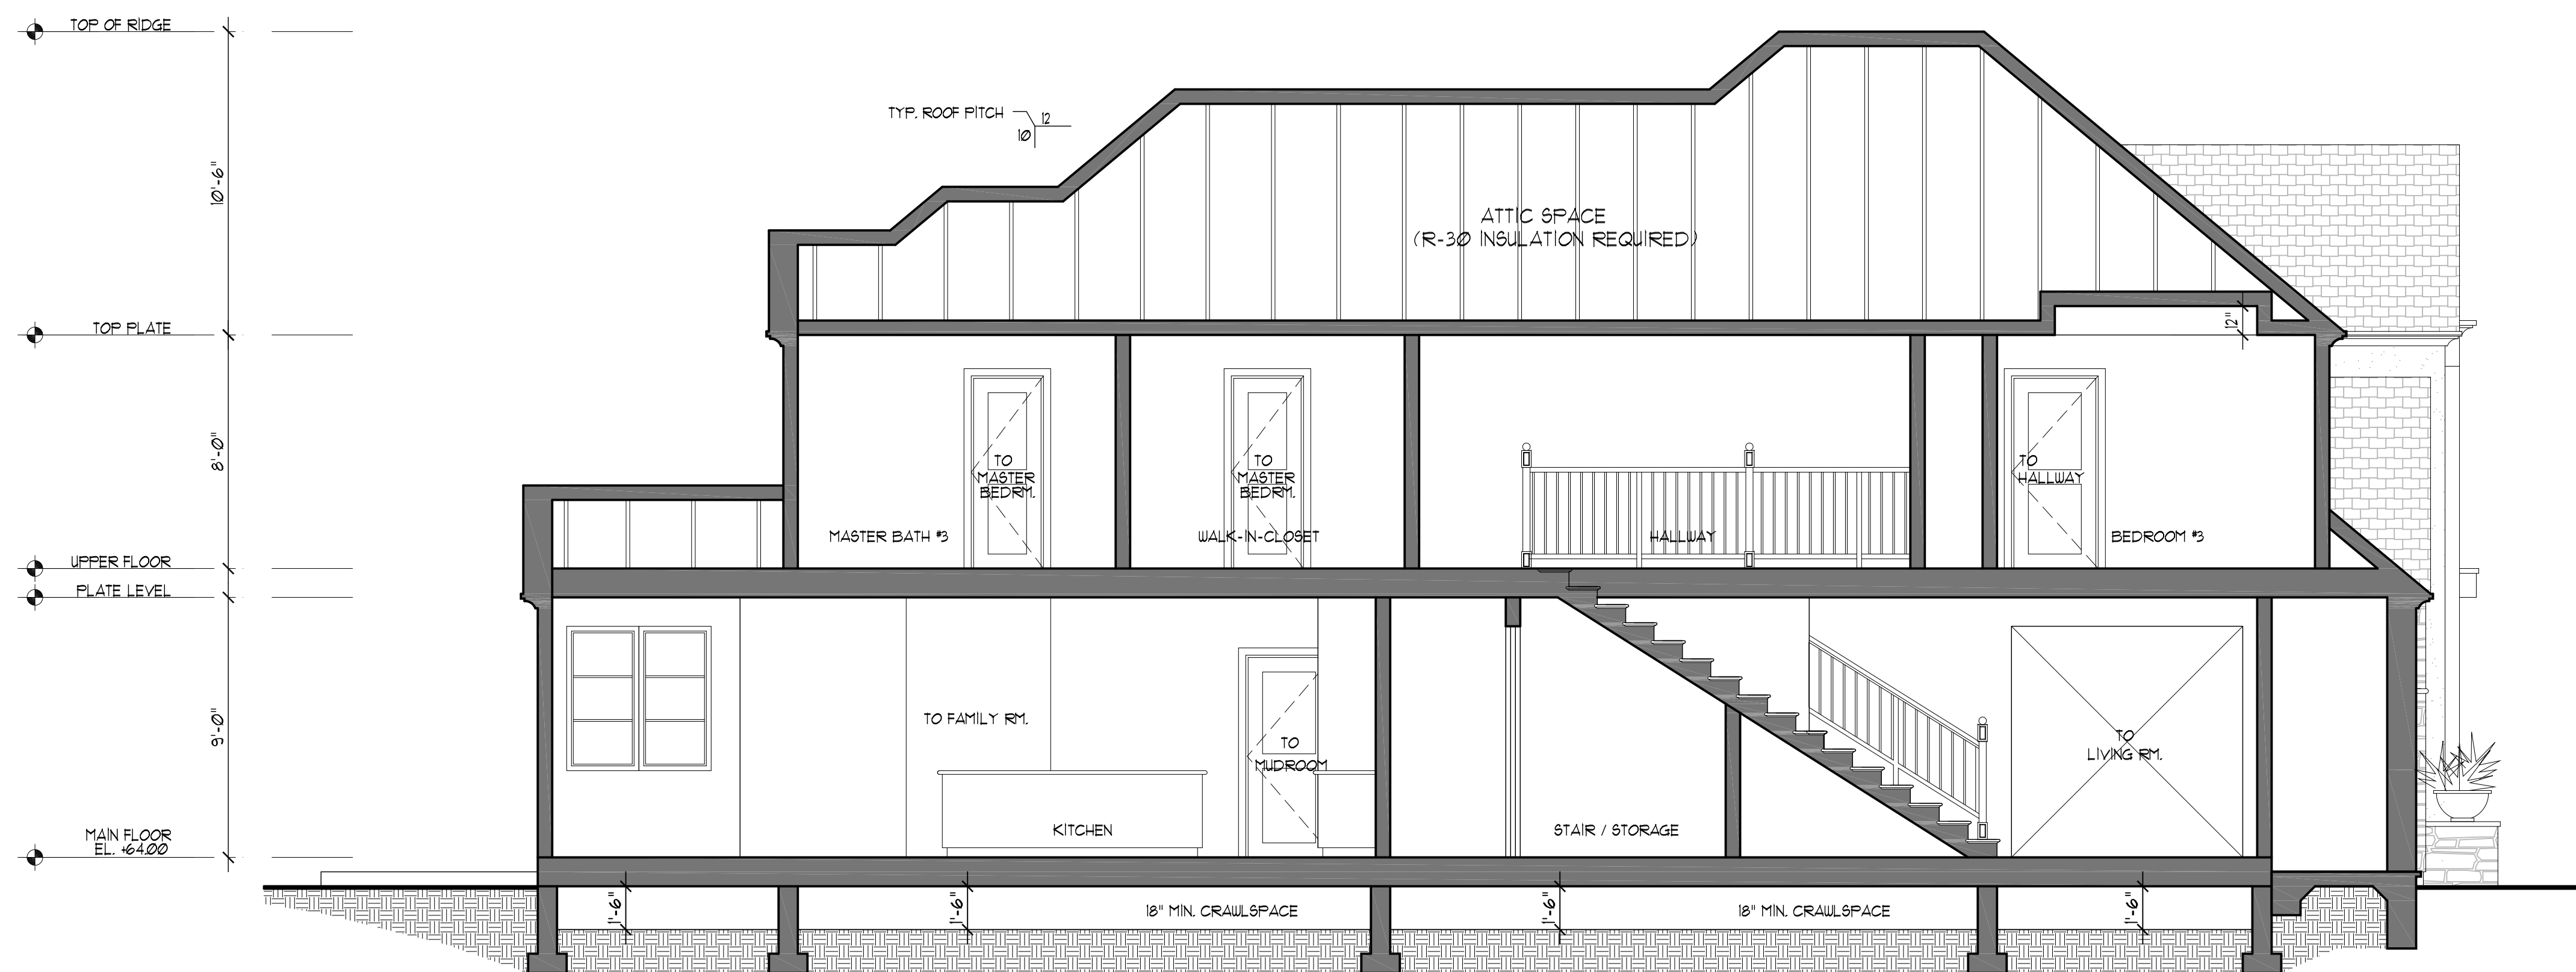 TOP OF RIDGE
TYP. ROOF PITCH
12
10
10'-6"
ATTIC SPACE
(R-30 INSULATION REQUIRED)
TOP PLATE
12"
8'-0"
TO
MASTER
BEDRM.
TO
MASTER
BEDRM.
TO
HALLWAY
MASTER BATH #3
WALK-IN-CLOSET
HALLWAY
BEDROOM #3
UPPER FLOOR
PLATE LEVEL
9'-0"
TO FAMILY RM.
TO
MUDROOM
TO
LIVING RM.
KITCHEN
STAIR / STORAGE
MAIN FLOOR
EL. +64.00
1'-6"
1'-6"
18" MIN. CRAWLSPACE
1'-6"
18" MIN. CRAWLSPACE
1'-6"